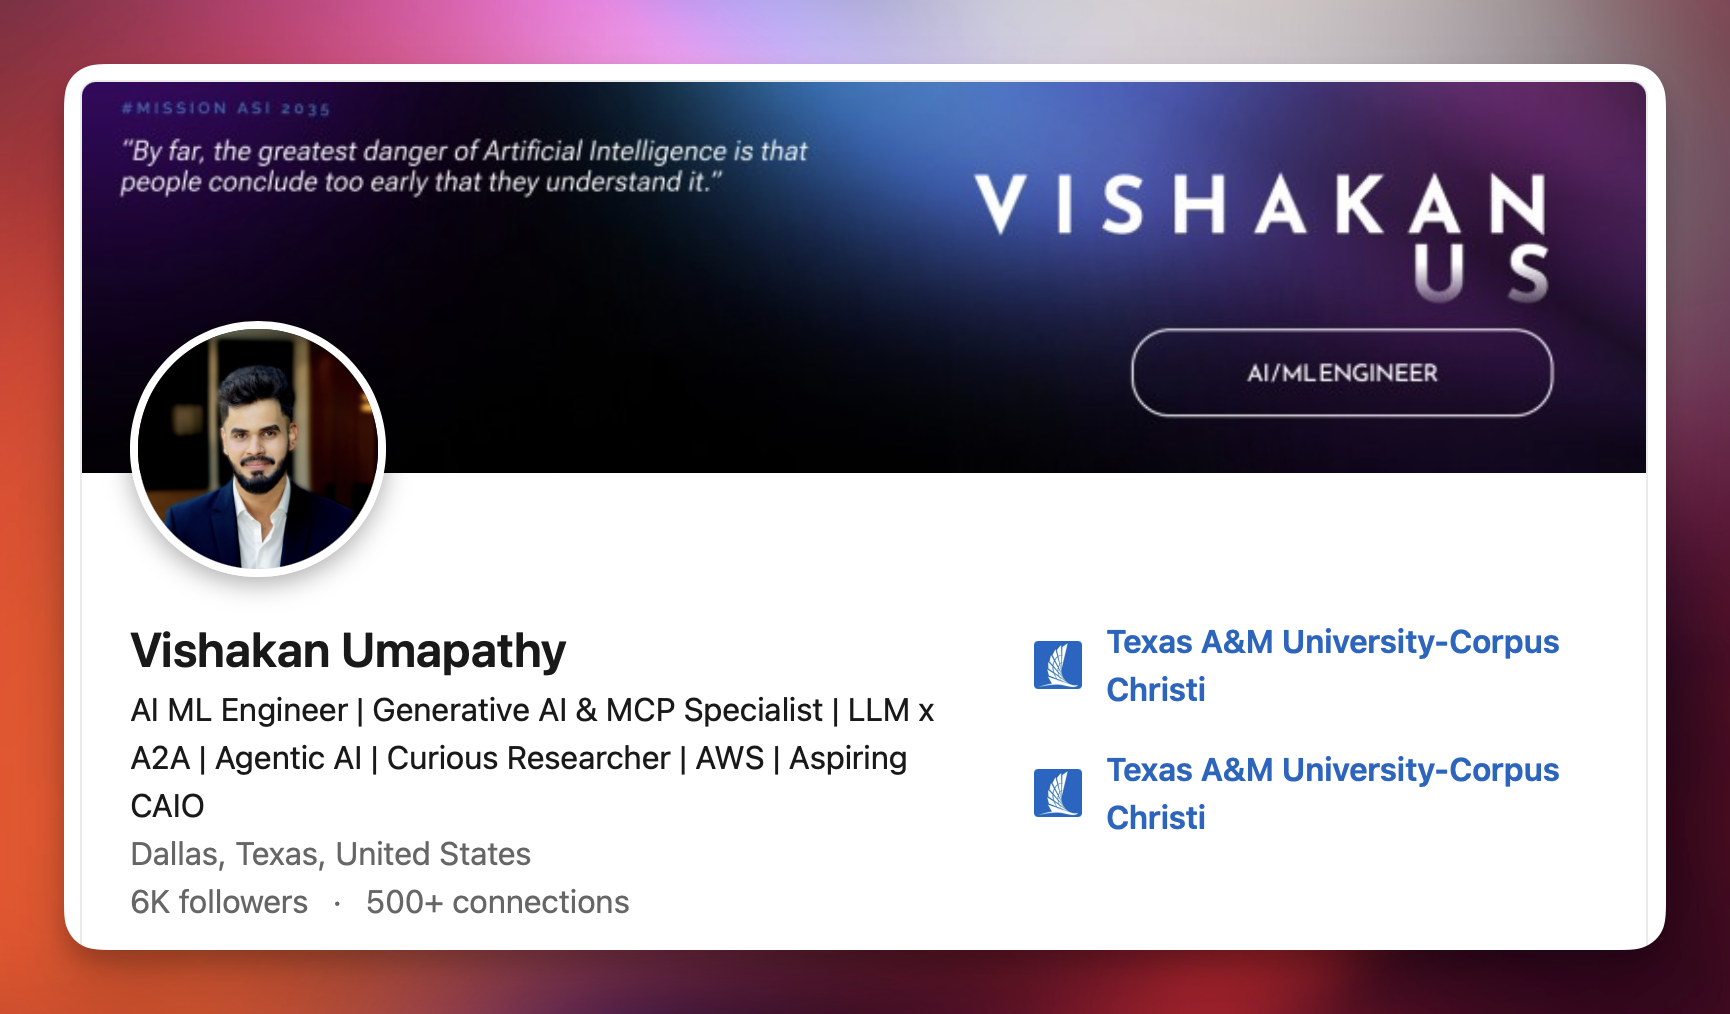 #MISSION ASI 2035
“By far, the greatest danger of Artificial Intelligence is that
people conclude too early that they understand it.”
VISHAKAN
US
AI/ML ENGINEER
Vishakan Umapathy
AI ML Engineer | Generative AI & MCP Specialist | LLM x
A2A | Agentic AI | Curious Researcher | AWS | Aspiring
CAIO
Dallas, Texas, United States
6K followers · 500+ connections
Texas A&M University-Corpus
Christi
Texas A&M University-Corpus
Christi